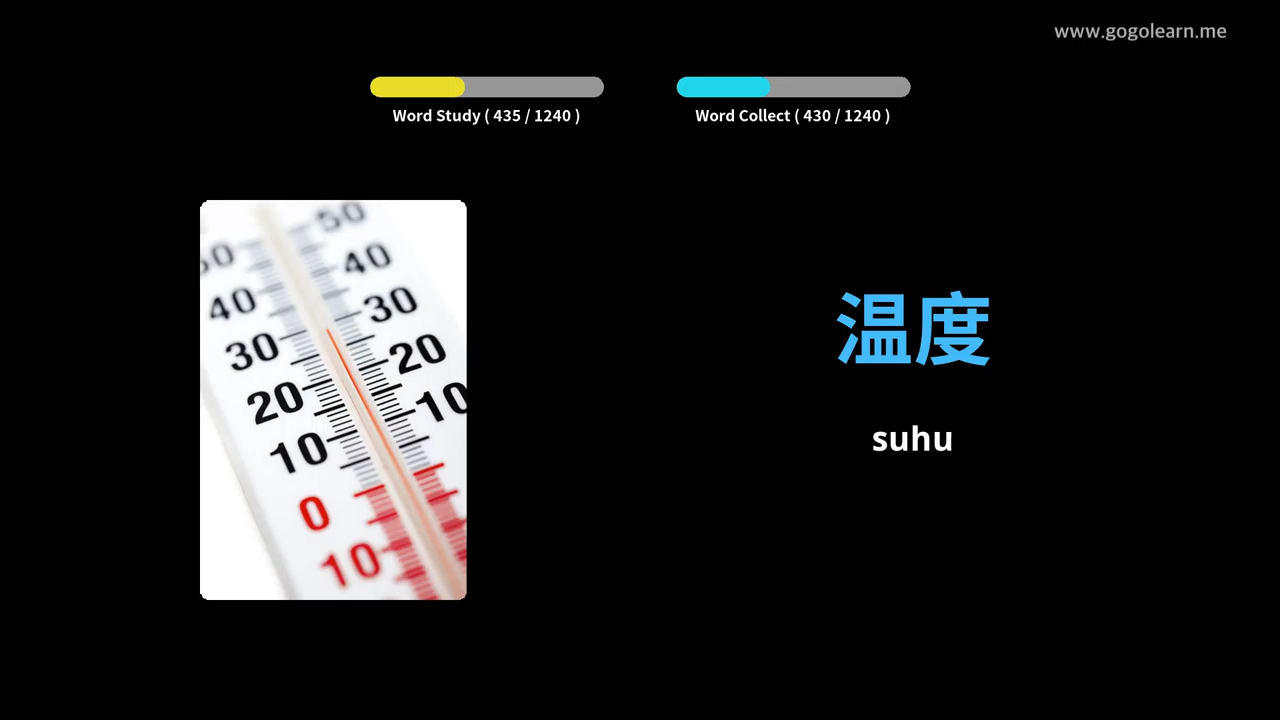 www.gogolearn.me
Word Study ( 435 / 1240 )
Word Collect ( 430 / 1240 )
50
50
40
40
30
30
20
20
10
10
0
10
温度
suhu